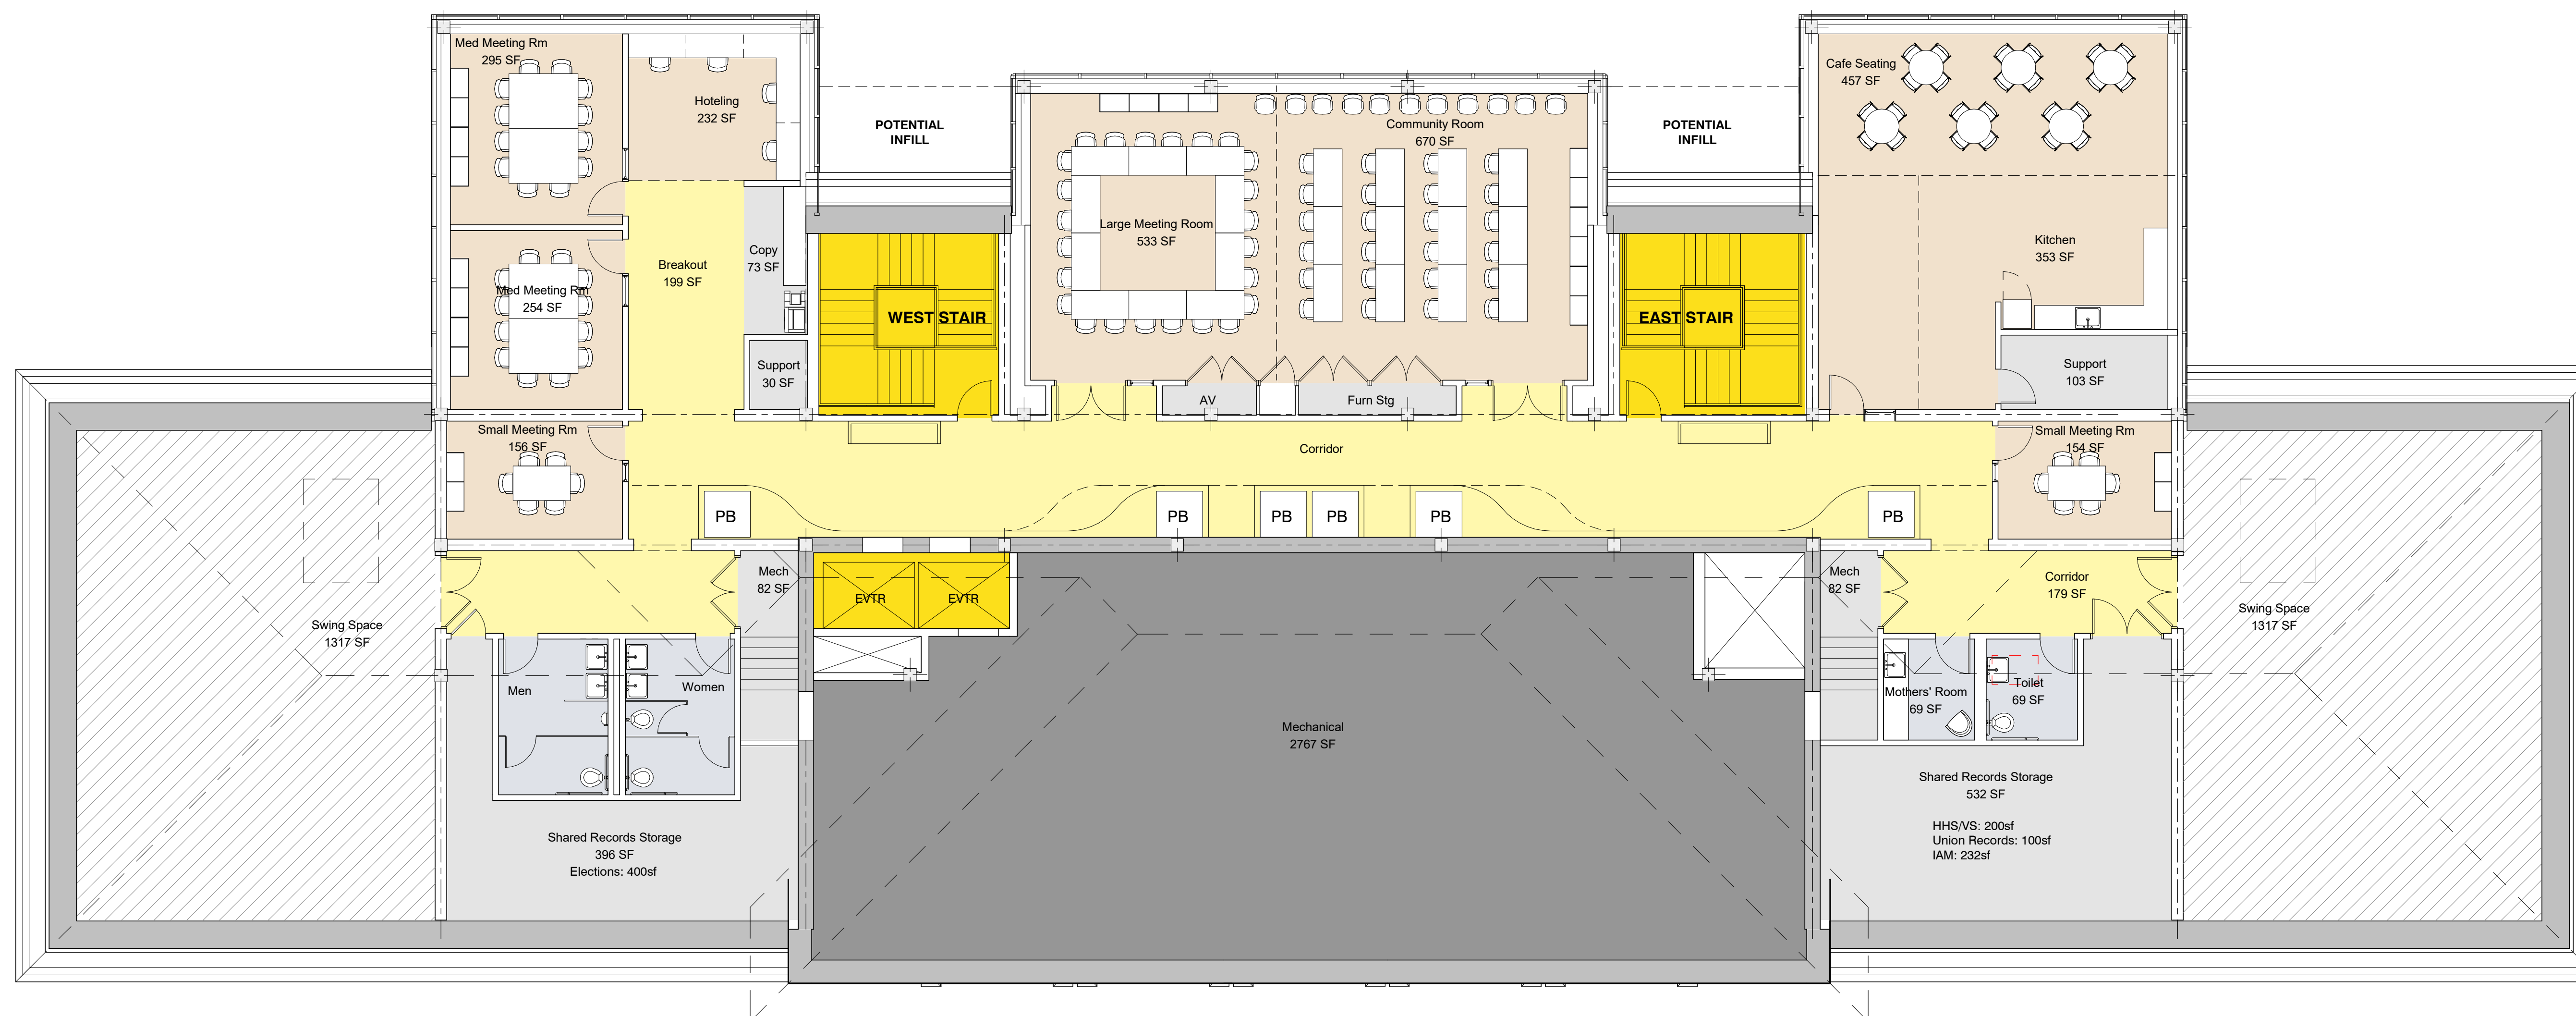 Med Meeting Rm
295 SF
Hoteling
232 SF
POTENTIAL
INFILL
Community Room
670 SF
POTENTIAL
INFILL
Cafe Seating
457 SF
Large Meeting Room
533 SF
Med Meeting Rm
254 SF
Breakout
199 SF
Copy
73 SF
WEST STAIR
EAST STAIR
Kitchen
353 SF
Support
30 SF
Support
103 SF
AV
Furn Stg
Small Meeting Rm
156 SF
Corridor
Small Meeting Rm
154 SF
PB
PB
PB
PB
PB
PB
Mech
82 SF
EVTR
EVTR
Mech
82 SF
Corridor
179 SF
Swing Space
1317 SF
Swing Space
1317 SF
Men
Women
Mothers' Room
69 SF
Toilet
69 SF
Mechanical
2767 SF
Shared Records Storage
396 SF
Elections: 400sf
Shared Records Storage
532 SF
HHS/VS: 200sf
Union Records: 100sf
IAM: 232sf